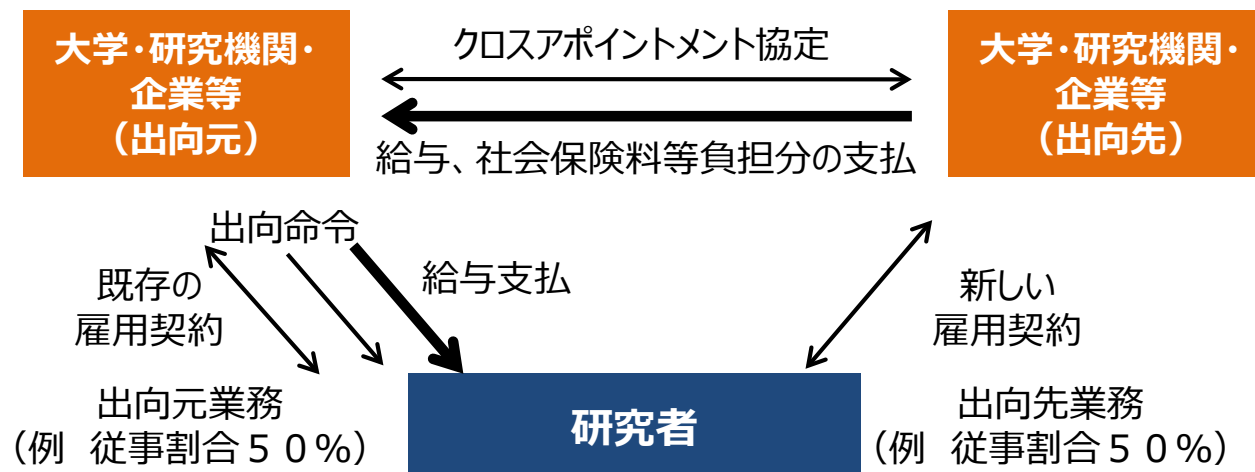 大学・研究機関・
企業等
（出向元）
クロスアポイントメント協定
給与、社会保険料等負担分の支払
大学・研究機関・
企業等
（出向先）
出向命令
既存の
雇用契約
給与支払
新しい
雇用契約
出向元業務
（例　従事割合５０％）
研究者
出向先業務
（例　従事割合５０％）